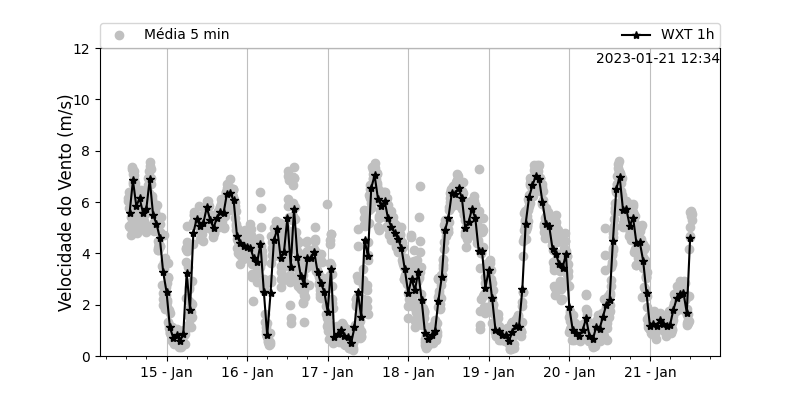 Média 5 min
WXT 1h
2023-01-21 12:34
Velocidade do Vento (m/s)
12
10
8
6
4
2
0
15 - Jan
16 - Jan
17 - Jan
18 - Jan
19 - Jan
20 - Jan
21 - Jan